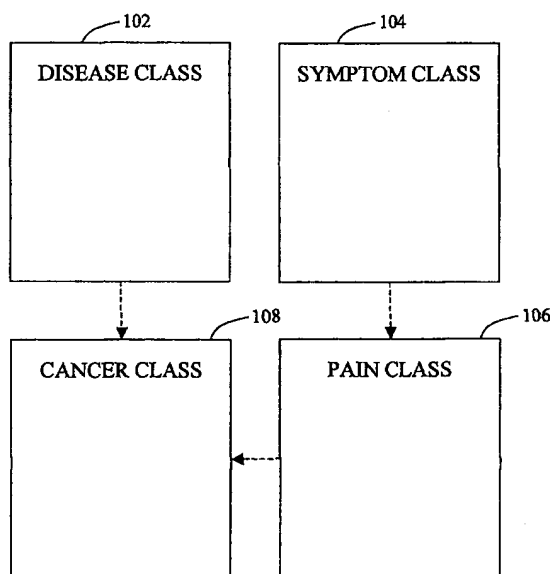 102
104
DISEASE CLASS
SYMPTOM CLASS
108
106
CANCER CLASS
PAIN CLASS